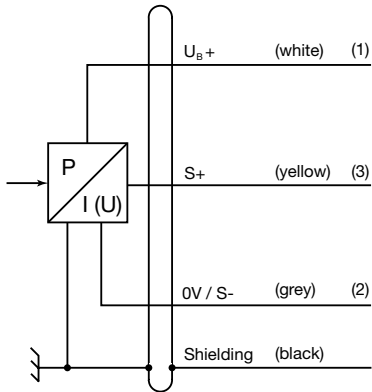 U_B+ (white) (1)
P
I (U)
S+ (yellow) (3)
0V / S- (grey) (2)
Shielding (black)